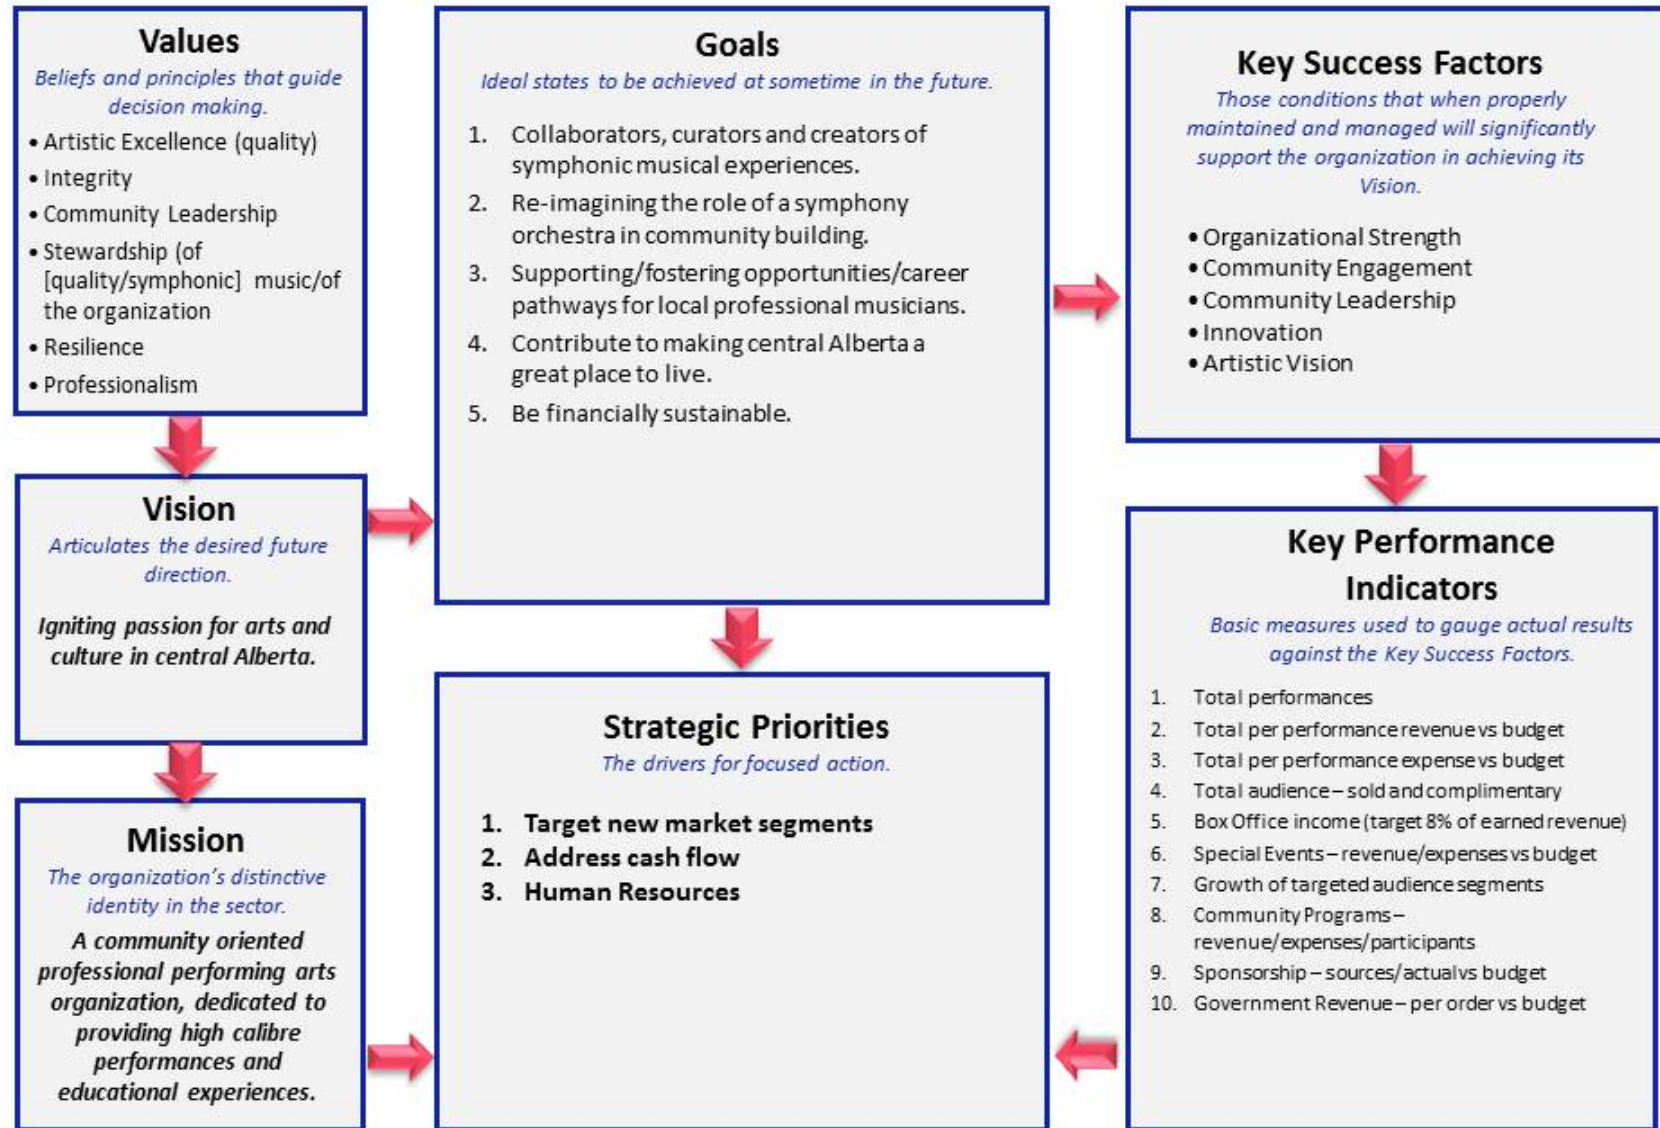 Values
Beliefs and principles that guide
decision making.
• Artistic Excellence (quality)
• Integrity
• Community Leadership
• Stewardship (of
[quality/symphonic] music/of
the organization
• Resilience
• Professionalism
Vision
Articulates the desired future
direction.
Igniting passion for arts and
culture in central Alberta.
Mission
The organization's distinctive
identity in the sector.
A community oriented
professional performing arts
organization, dedicated to
providing high calibre
performances and
educational experiences.
Goals
Ideal states to be achieved at sometime in the future.
1. Collaborators, curators and creators of
symphonic musical experiences.
2. Re-imagining the role of a symphony
orchestra in community building.
3. Supporting/fostering opportunities/career
pathways for local professional musicians.
4. Contribute to making central Alberta a
great place to live.
5. Be financially sustainable.
Strategic Priorities
The drivers for focused action.
1. Target new market segments
2. Address cash flow
3. Human Resources
Key Success Factors
Those conditions that when properly
maintained and managed will significantly
support the organization in achieving its
Vision.
• Organizational Strength
• Community Engagement
• Community Leadership
• Innovation
• Artistic Vision
Key Performance
Indicators
Basic measures used to gauge actual results
against the Key Success Factors.
1. Total performances
2. Total per performance revenue vs budget
3. Total per performance expense vs budget
4. Total audience – sold and complimentary
5. Box Office income (target 8% of earned revenue)
6. Special Events – revenue/expenses vs budget
7. Growth of targeted audience segments
8. Community Programs –
revenue/expenses/participants
9. Sponsorship – sources/actual vs budget
10. Government Revenue – per order vs budget